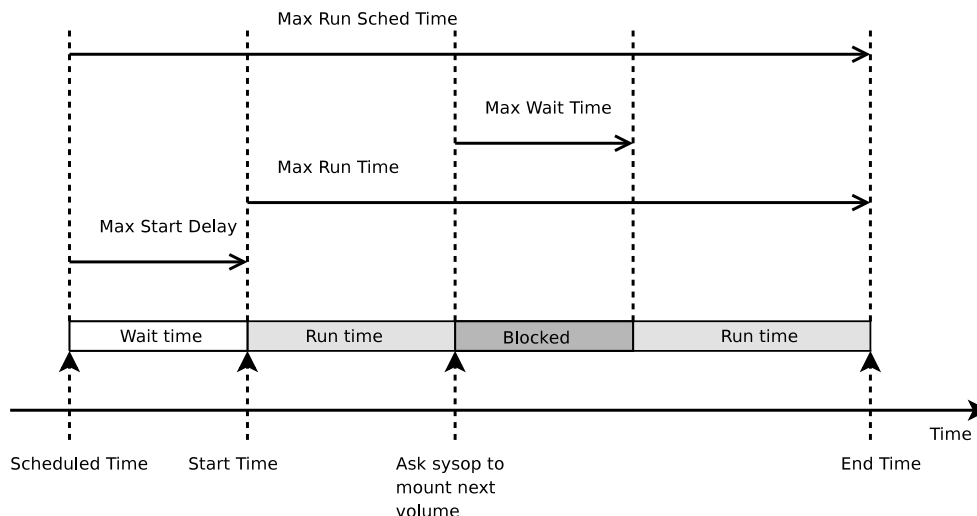 Max Run Sched Time
Max Wait Time
Max Run Time
Max Start Delay
Wait time
Run time
Blocked
Run time
Time
Scheduled Time
Start Time
Ask sysop to
mount next
volume
End Time